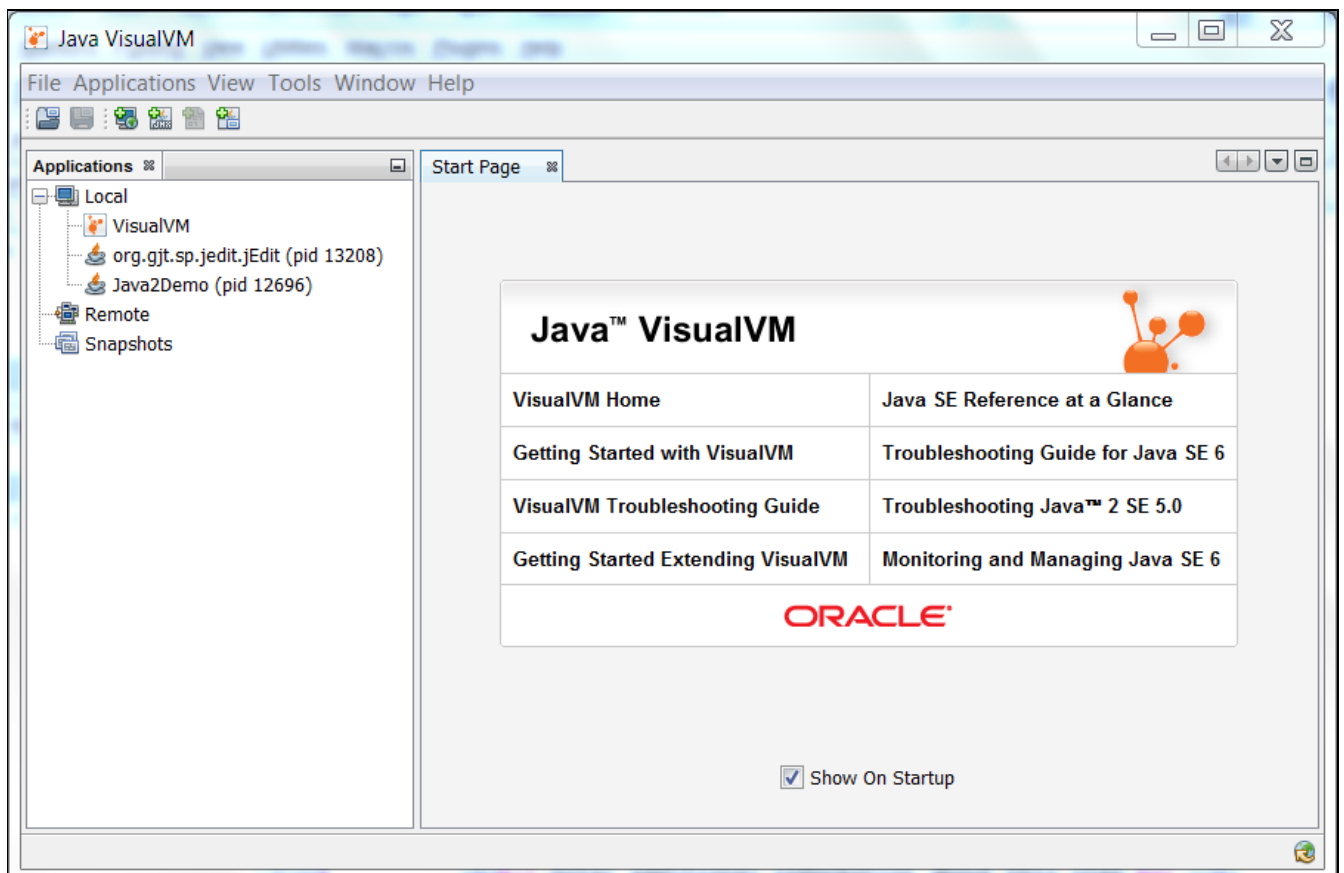 Java VisualVM
File Applications View Tools Window Help
Applications
Start Page
Local
VisualVM
org.gjt.sp.jedit.jEdit (pid 13208)
Java2Demo (pid 12696)
Remote
Snapshots
Java™ VisualVM
VisualVM Home
Java SE Reference at a Glance
Getting Started with VisualVM
Troubleshooting Guide for Java SE 6
VisualVM Troubleshooting Guide
Troubleshooting Java™ 2 SE 5.0
Getting Started Extending VisualVM
Monitoring and Managing Java SE 6
ORACLE
Show On Startup